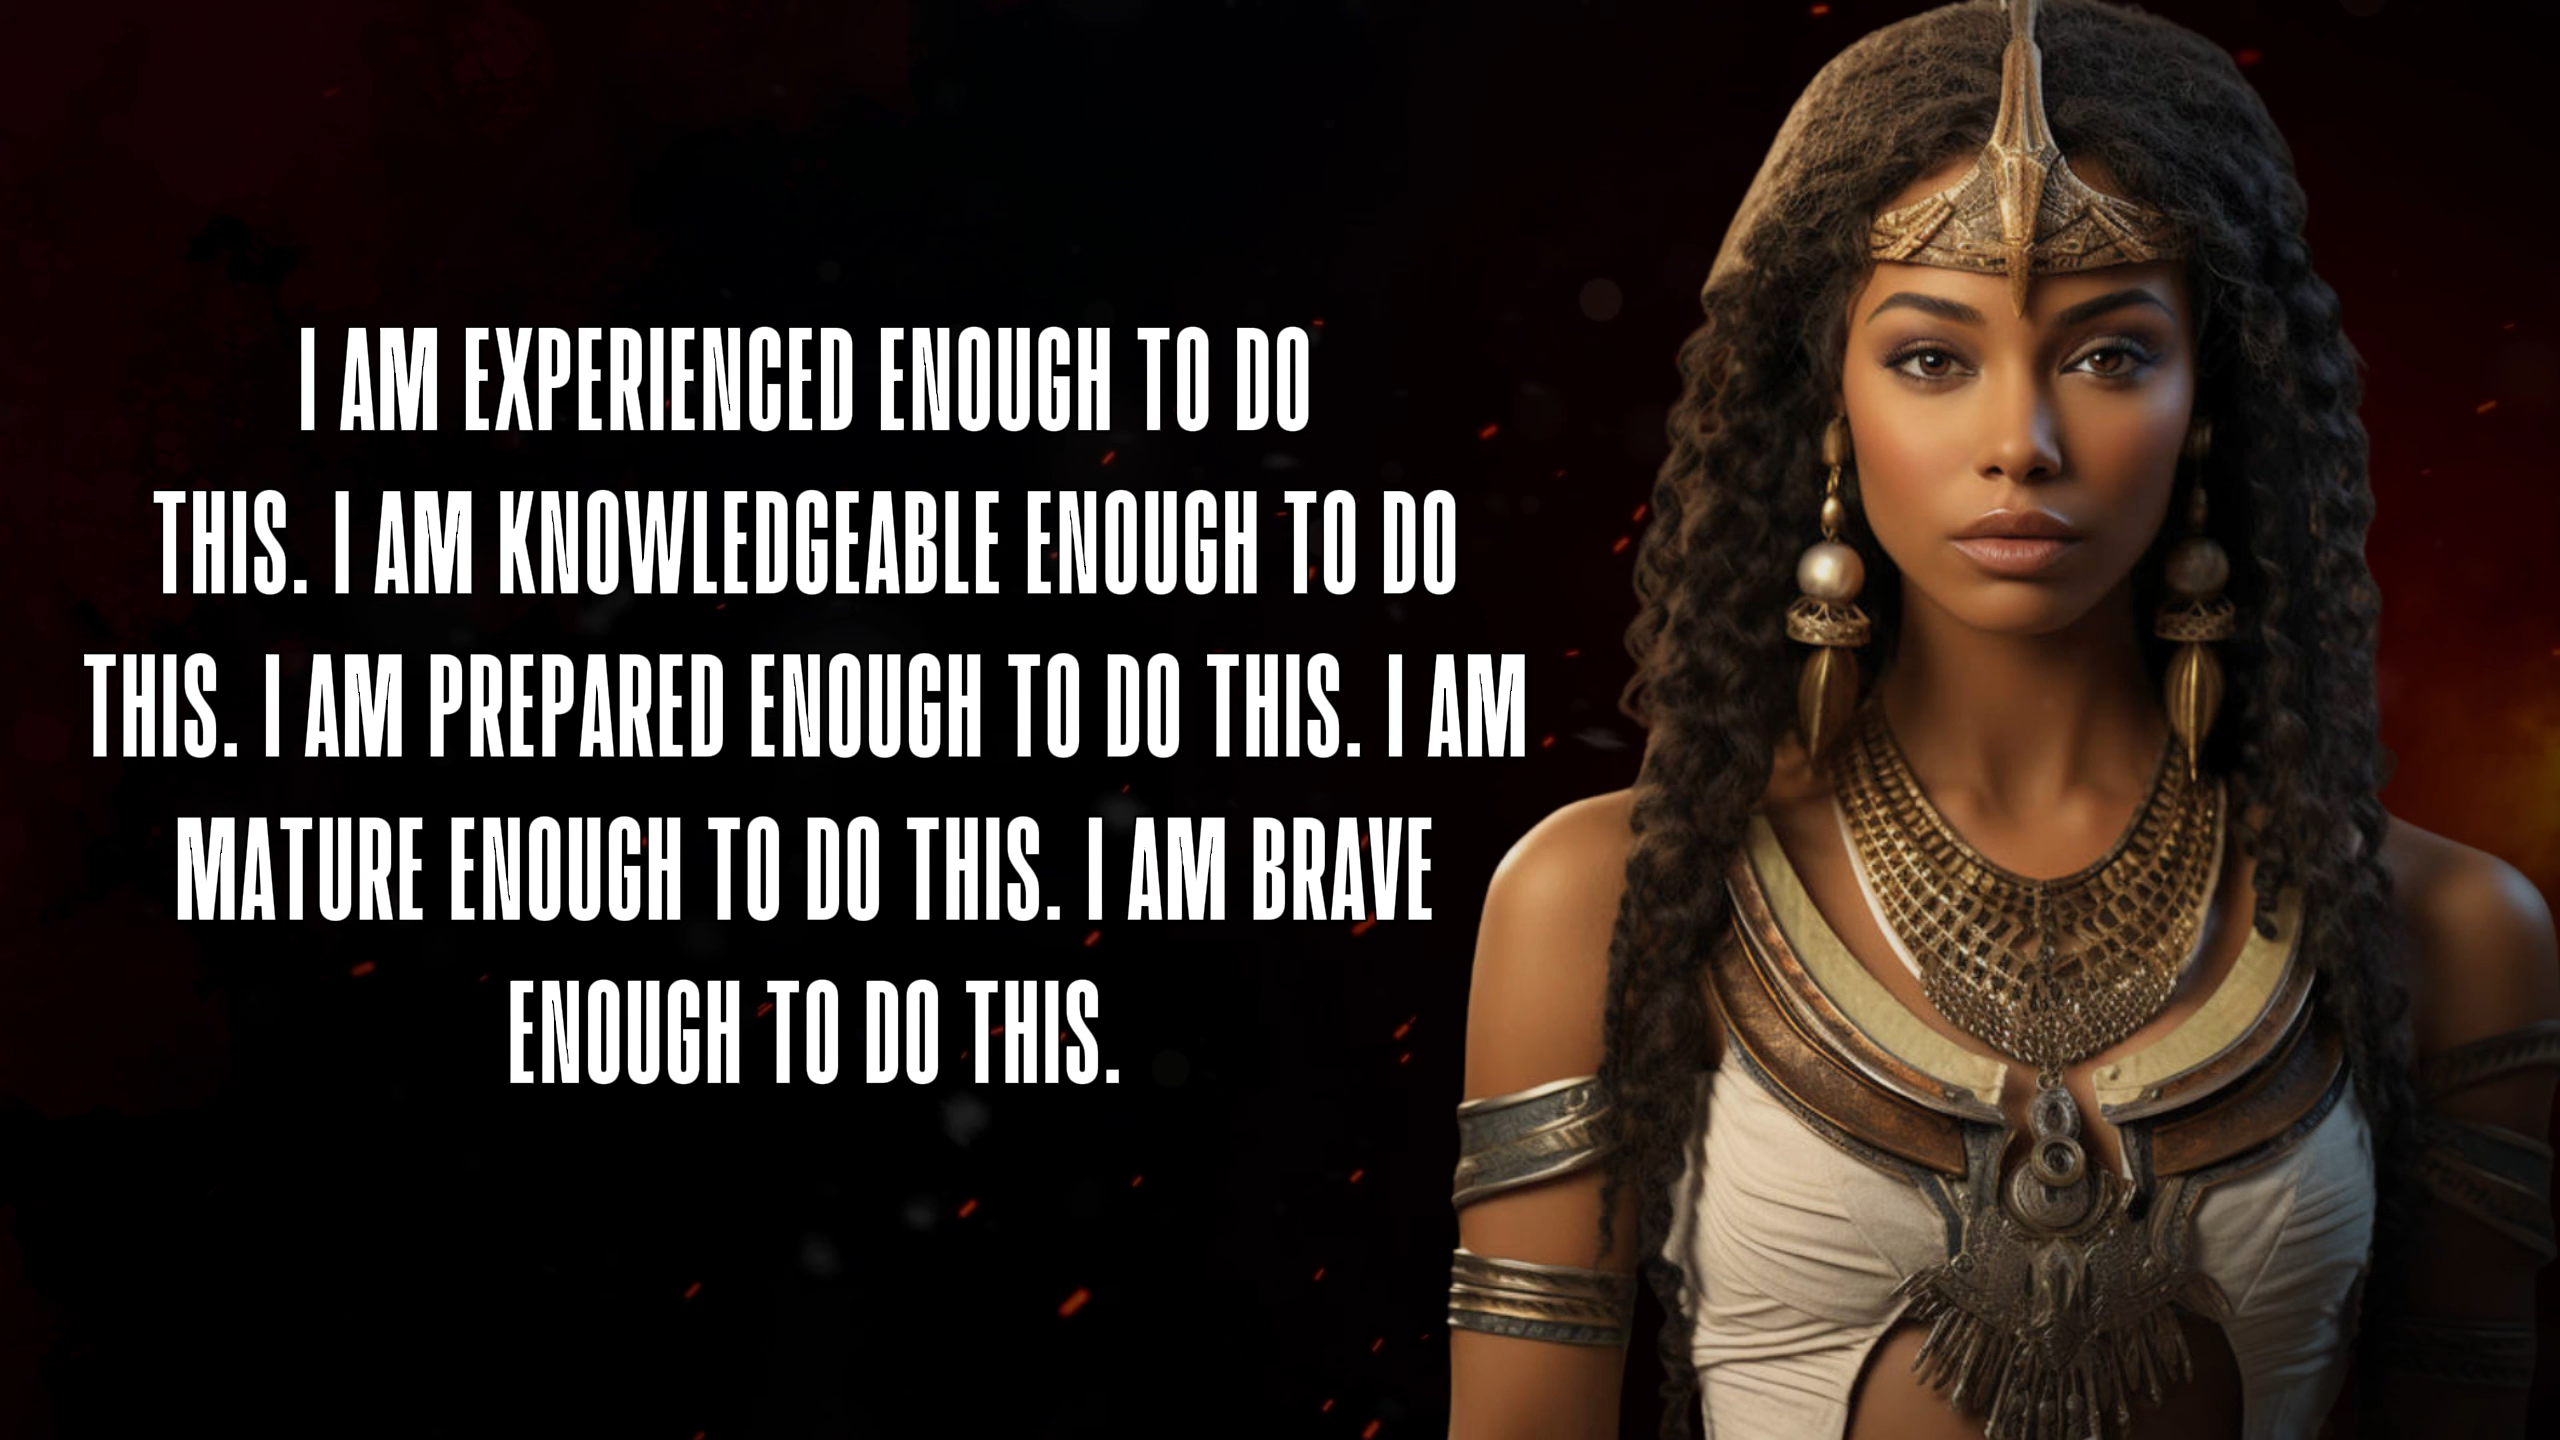 I AM EXPERIENCED ENOUGH TO DO
THIS. I AM KNOWLEDGEABLE ENOUGH TO DO
THIS. I AM PREPARED ENOUGH TO DO THIS. I AM
MATURE ENOUGH TO DO THIS. I AM BRAVE
ENOUGH TO DO THIS.